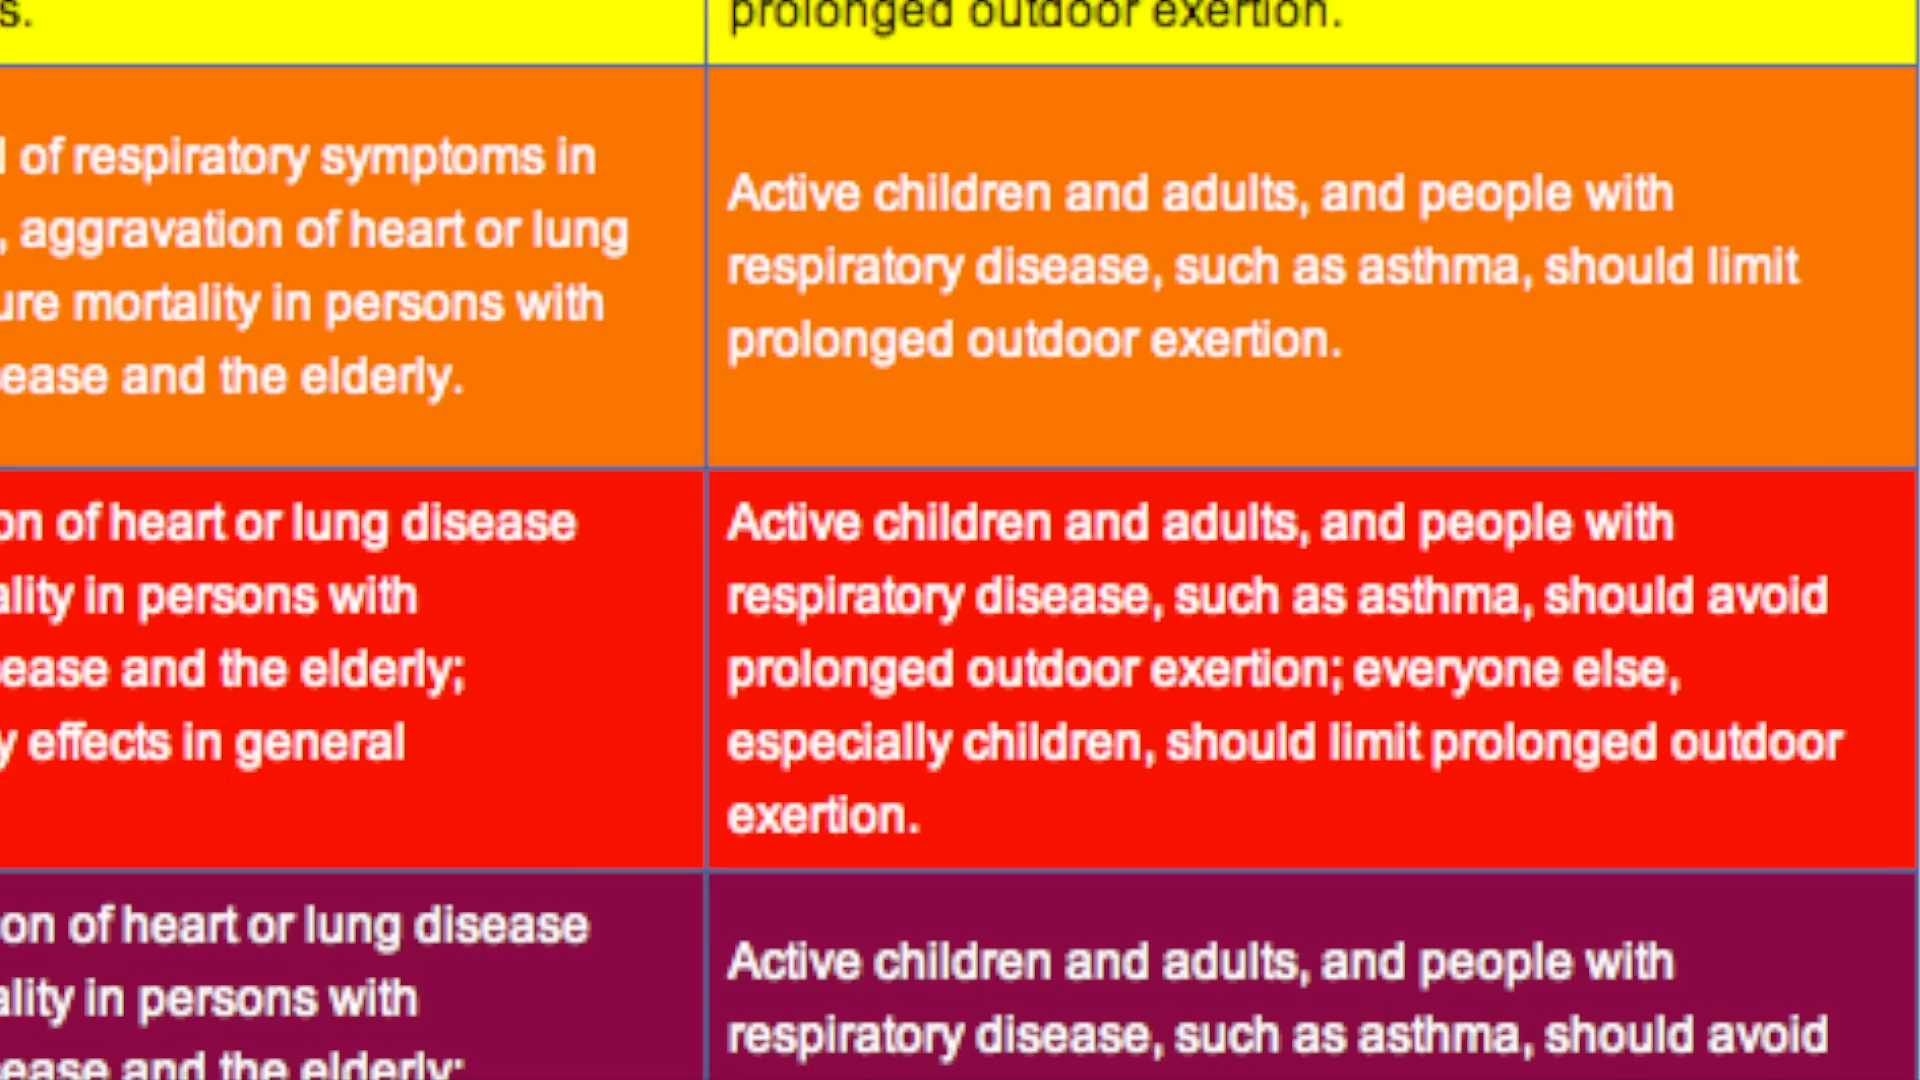 s.
prolonged outdoor exertion.
of respiratory symptoms in
, aggravation of heart or lung
ure mortality in persons with
ease and the elderly.
Active children and adults, and people with
respiratory disease, such as asthma, should limit
prolonged outdoor exertion.
on of heart or lung disease
ality in persons with
ease and the elderly;
y effects in general
Active children and adults, and people with
respiratory disease, such as asthma, should avoid
prolonged outdoor exertion; everyone else,
especially children, should limit prolonged outdoor
exertion.
on of heart or lung disease
ality in persons with
ease and the elderly;
Active children and adults, and people with
respiratory disease, such as asthma, should avoid